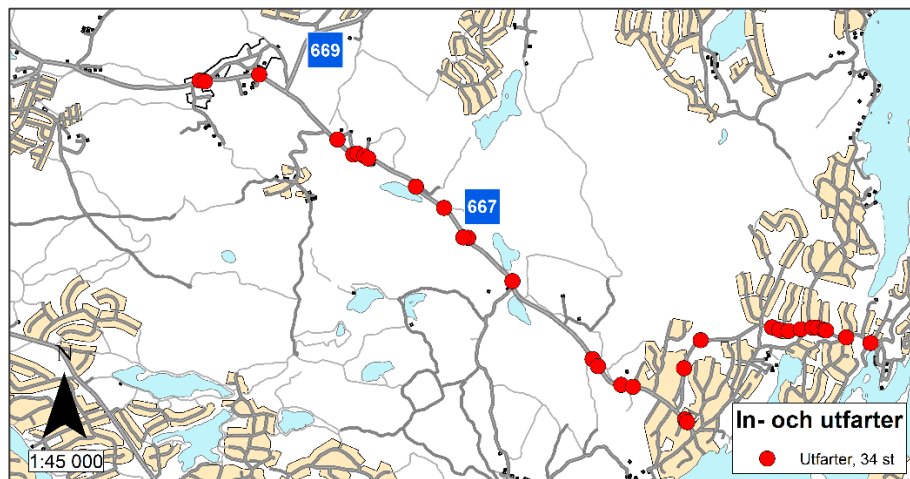 669
667
N
1:45 000
In- och utfarter
Utfarter, 34 st